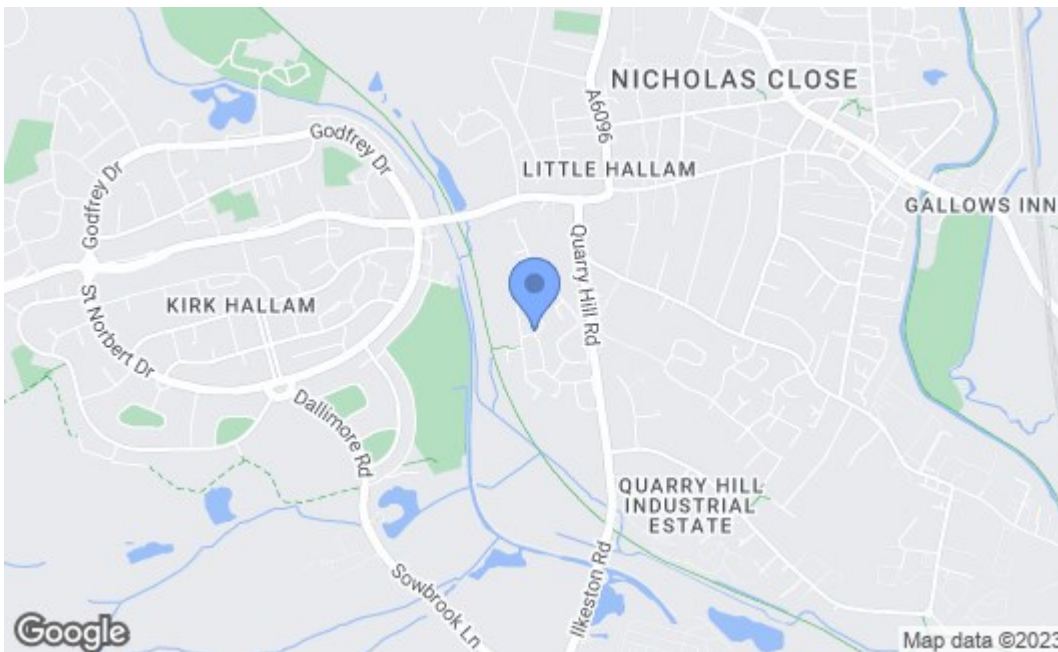 NICHOLAS CLOSE
A6096
Godfrey Dr
LITTLE HALLAM
Godfrey Dr
GALLOWS INN
Quarry Hill Rd
KIRK HALLAM
St Norbert Dr
Dallimore Rd
QUARRY HILL
INDUSTRIAL
ESTATE
Ilkeston Rd
Sowbrook Ln
Google
Map data ©2023